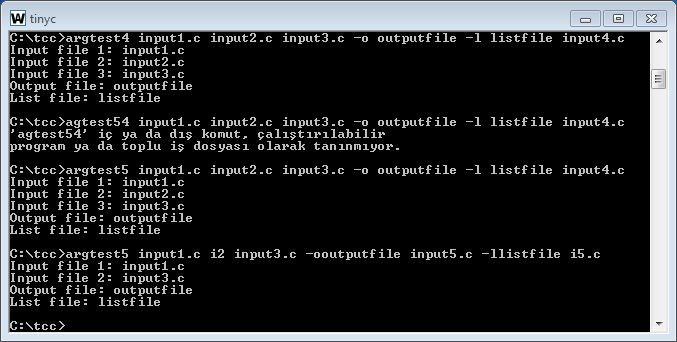 tinyc
C:\tcc>argtest4 input1.c input2.c input3.c -o outputfile -l listfile input4.c
Input file 1: input1.c
Input file 2: input2.c
Input file 3: input3.c
Output file: outputfile
List file: listfile
C:\tcc>agtest54 input1.c input2.c input3.c -o outputfile -l listfile input4.c
'agtest54' iç ya da dış komut, çalıştırılabilir
program ya da toplu iş dosyası olarak tanınmıyor.
C:\tcc>argtest5 input1.c input2.c input3.c -o outputfile -l listfile input4.c
Input file 1: input1.c
Input file 2: input2.c
Input file 3: input3.c
Output file: outputfile
List file: listfile
C:\tcc>argtest5 input1.c i2 input3.c -ooutputfile input5.c -llistfile i5.c
Input file 1: input1.c
Input file 2: input3.c
Output file: outputfile
List file: listfile
C:\tcc>